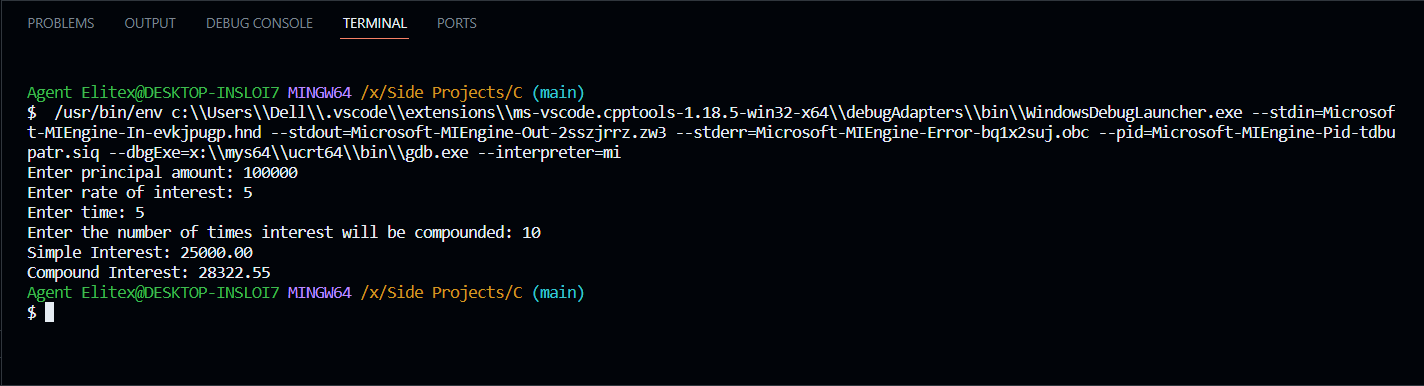 PROBLEMS OUTPUT DEBUG CONSOLE TERMINAL PORTS
Agent Elitex@DESKTOP-INSLOI7 MINGW64 /x/Side Projects/C (main)
$  /usr/bin/env c:\\Users\\Dell\\.vscode\\extensions\\ms-vscode.cpptools-1.18.5-win32-x64\\debugAdapters\\bin\\WindowsDebugLauncher.exe --stdin=Microsof
t-MIEngine-In-evkjpugp.hnd --stdout=Microsoft-MIEngine-Out-2sszjrrz.zw3 --stderr=Microsoft-MIEngine-Error-bq1x2suj.obc --pid=Microsoft-MIEngine-Pid-tdbu
patr.siq --dbgExe=x:\\mys64\\ucrt64\\bin\\gdb.exe --interpreter=mi
Enter principal amount: 100000
Enter rate of interest: 5
Enter time: 5
Enter the number of times interest will be compounded: 10
Simple Interest: 25000.00
Compound Interest: 28322.55
Agent Elitex@DESKTOP-INSLOI7 MINGW64 /x/Side Projects/C (main)
$